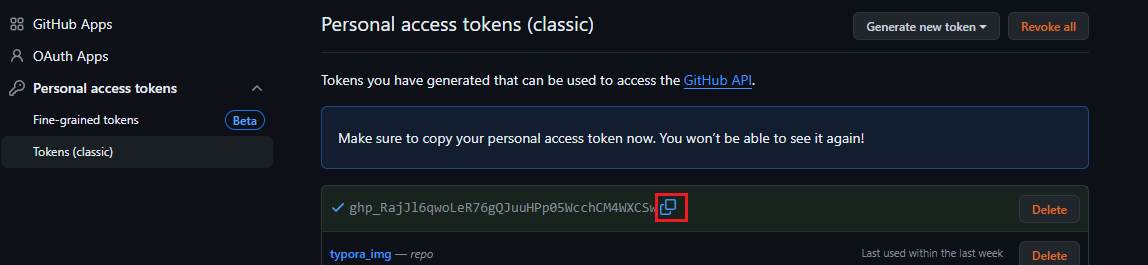 GitHub Apps
OAuth Apps
Personal access tokens
Fine-grained tokens
Beta
Tokens (classic)
Personal access tokens (classic)
Generate new token
Revoke all
Tokens you have generated that can be used to access the GitHub API.
Make sure to copy your personal access token now. You won't be able to see it again!
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
Delete
typora_img — repo
Last used within the last week
Delete